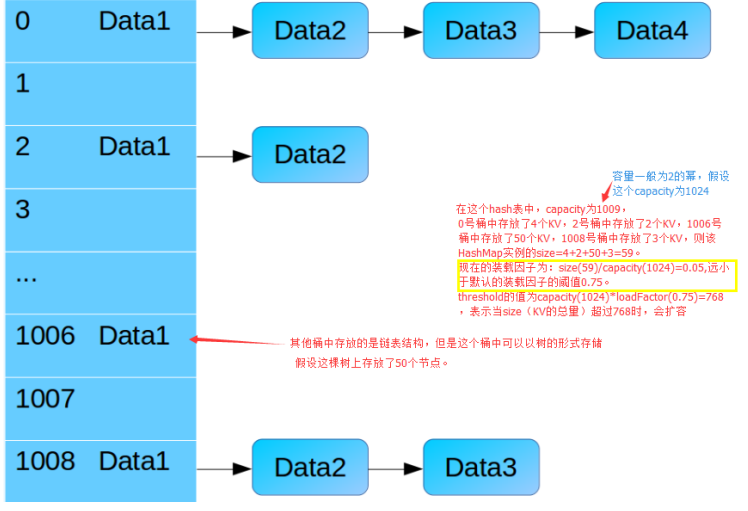 0 Data1 Data2 Data3 Data4
1
2 Data1 Data2
3
容量一般为2的幂，假设
这个capacity为1024
在这个hash表中，capacity为1009，
0号桶中存放了4个KV，2号桶中存放了2个KV，1006号
桶中存放了50个KV，1008号桶中存放了3个KV，则该
HashMap实例的size=4+2+50+3=59。
现在的装载因子为：size(59)/capacity(1024)=0.05,远小
于默认的装载因子的阈值0.75。
threshold的值为capacity(1024)*loadFactor(0.75)=768
，表示当size（KV的总量）超过768时，会扩容
...
1006 Data1
其他桶中存放的是链表结构，但是这个桶中可以以树的形式存储
假设这棵树上存放了50个节点。
1007
1008 Data1 Data2 Data3